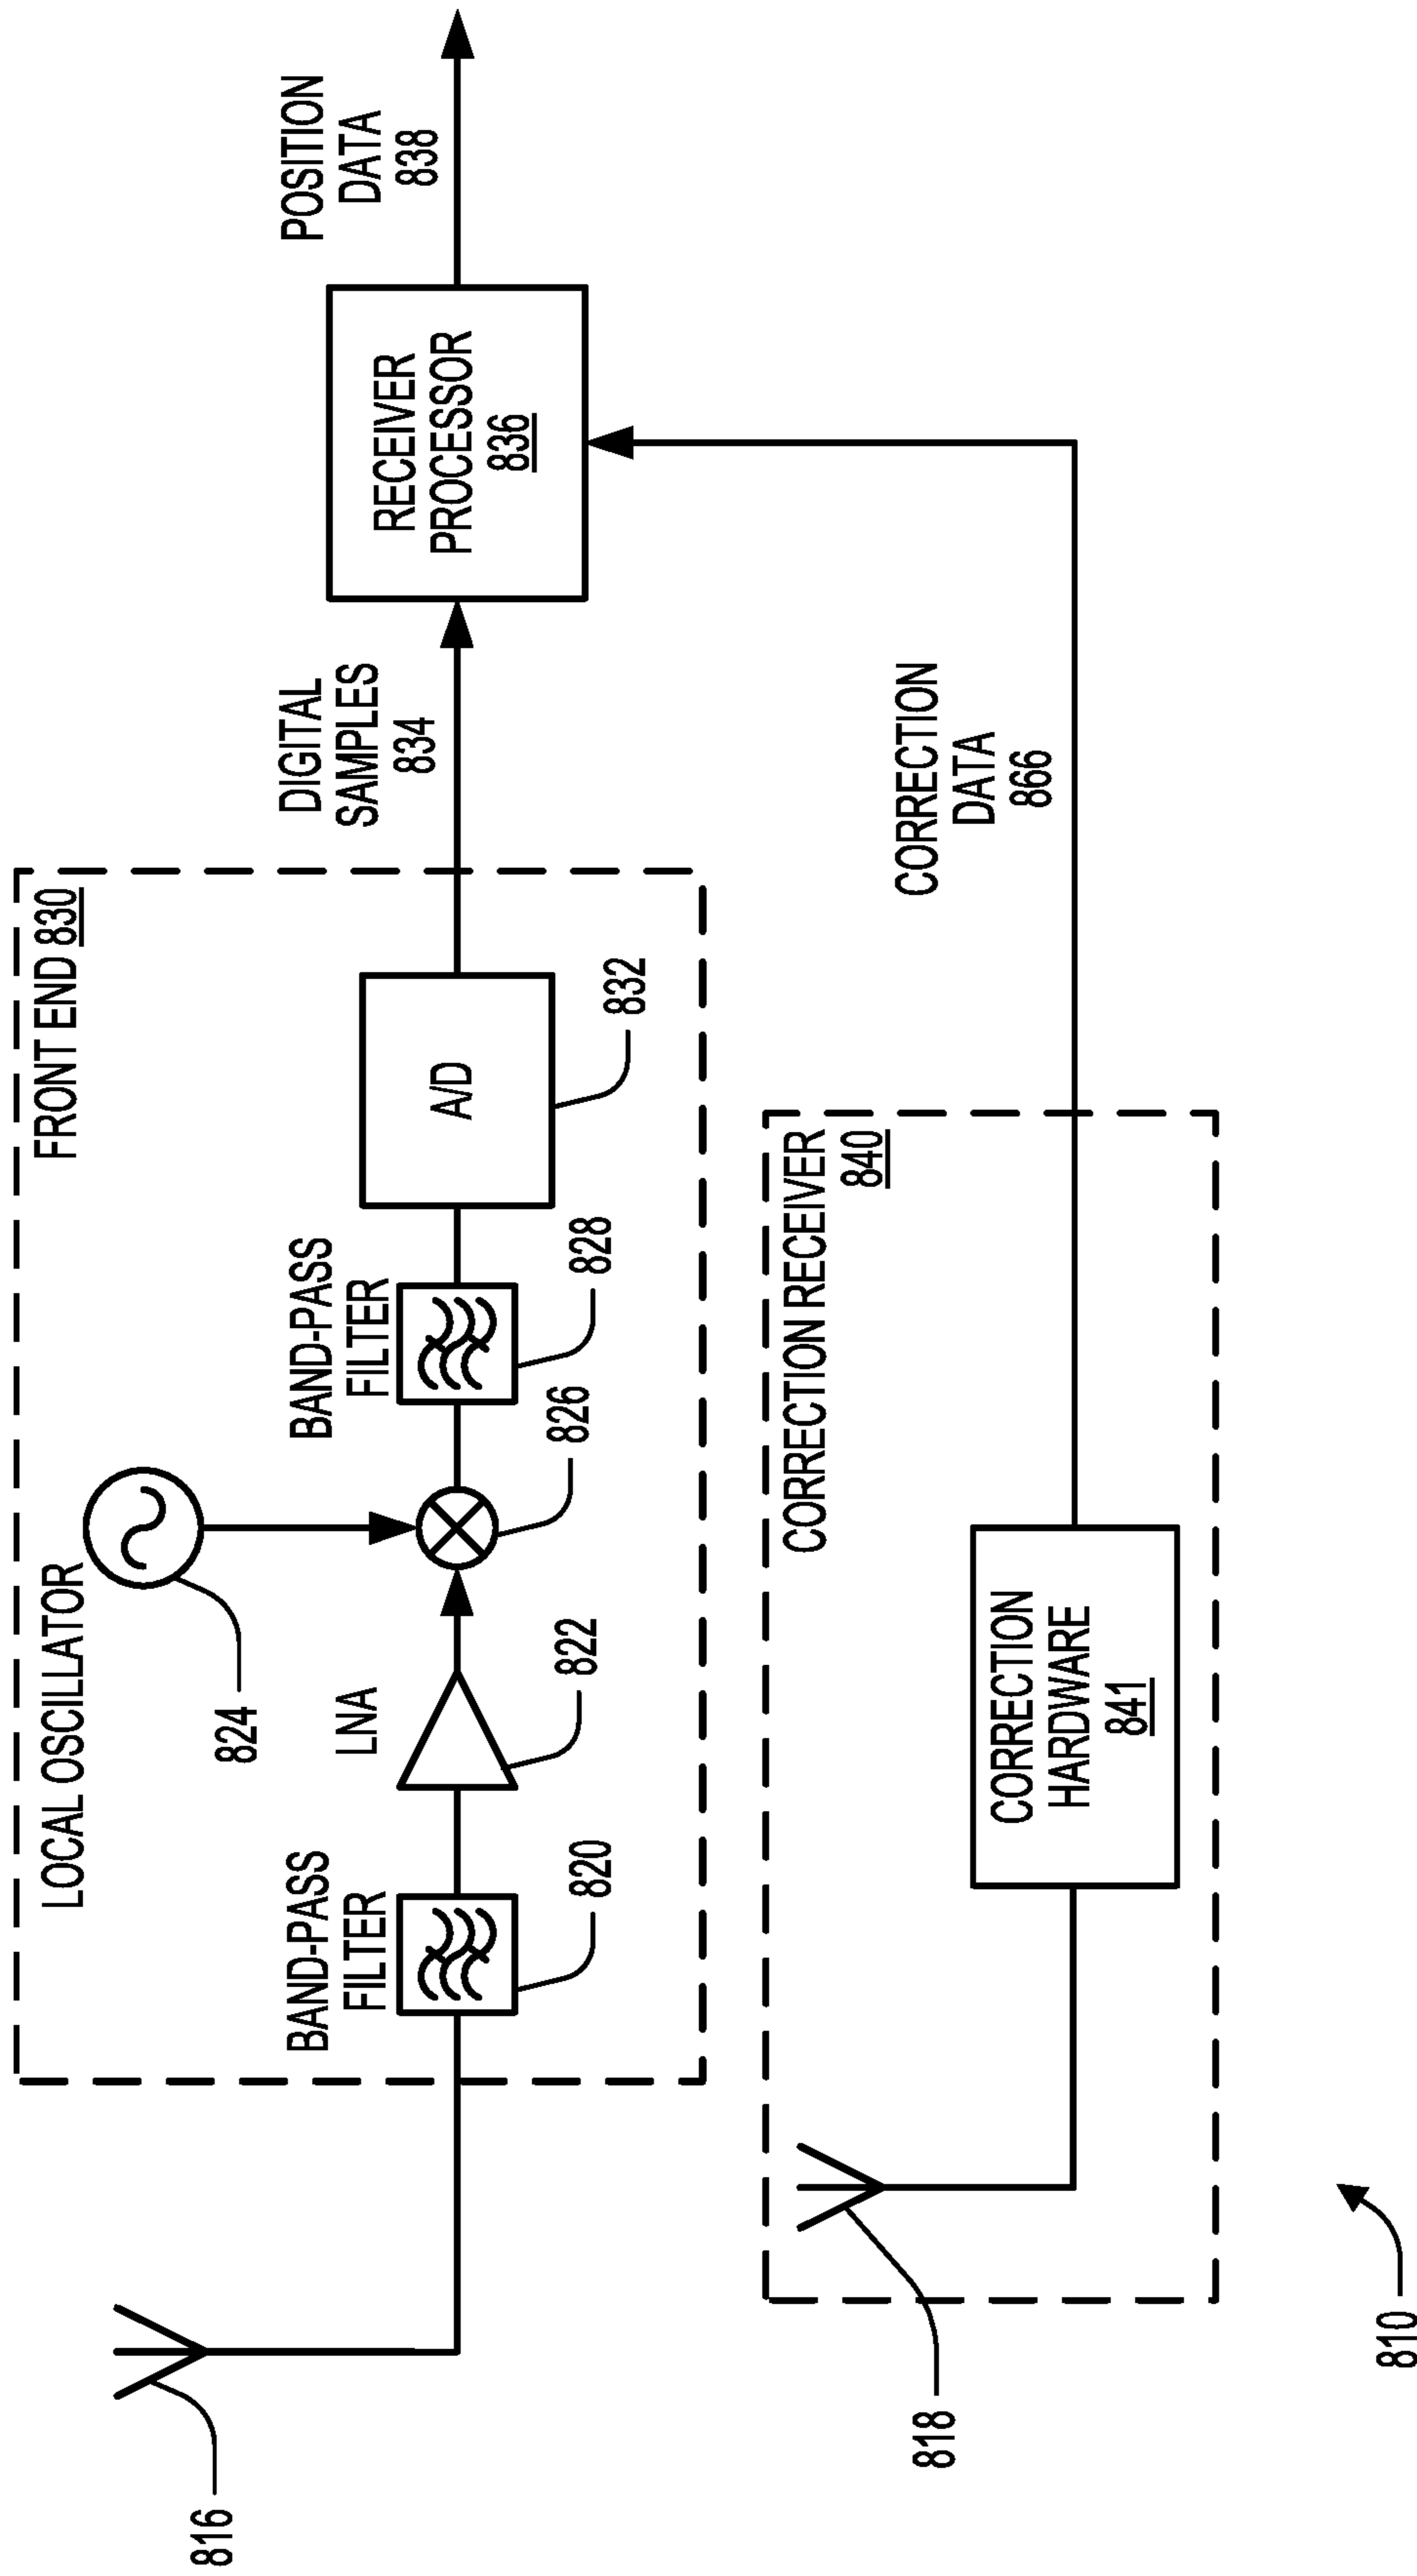 FRONT END 830
LOCAL OSCILLATOR
824
BAND-PASS
FILTER
820
LNA
822
826
BAND-PASS
FILTER
828
A/D
832
816
DIGITAL
SAMPLES
834
RECEIVER
PROCESSOR
836
POSITION
DATA
838
CORRECTION RECEIVER
840
818
CORRECTION
HARDWARE
841
CORRECTION
DATA
866
810